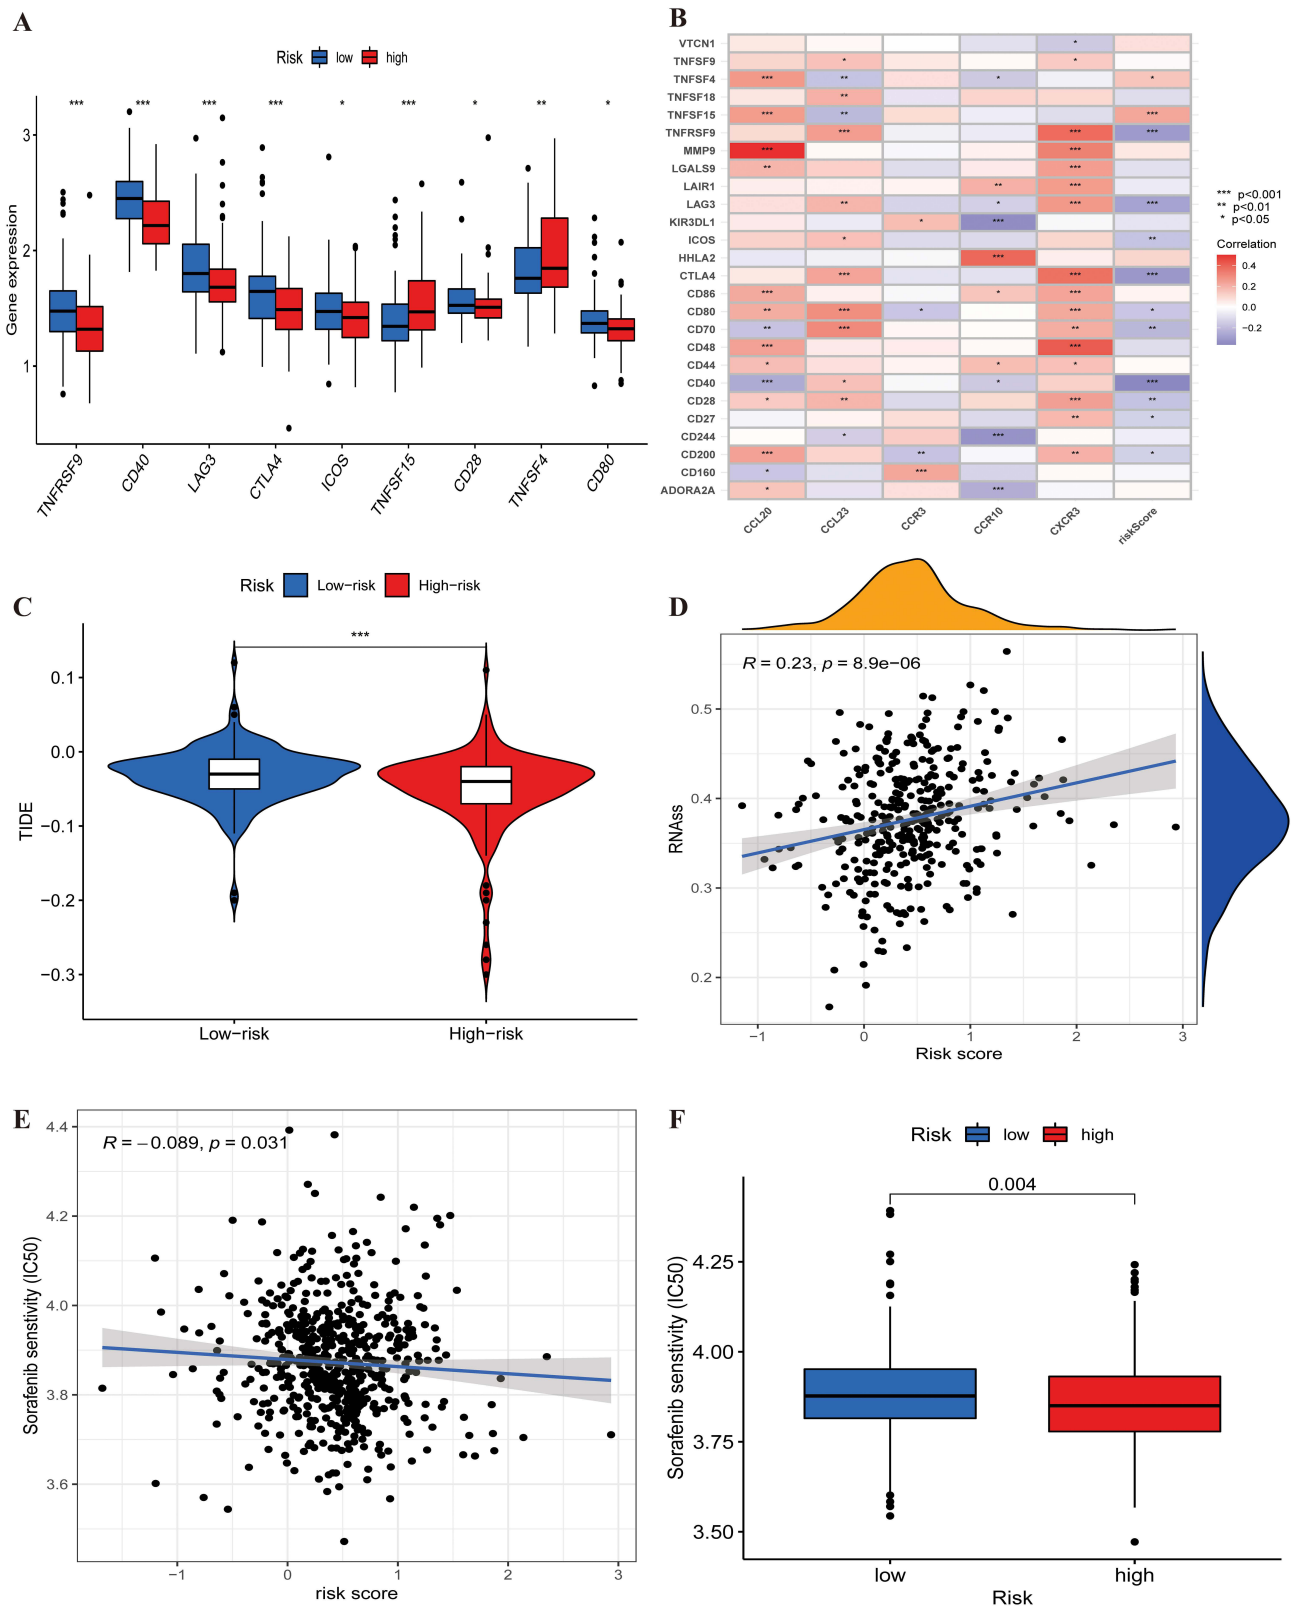 A
Risk low high
*** *** *** *** * *** * ** *
Gene expression
3
2
1
TNFRSF9 CD40 LAG3 CTLA4 ICOS TNFSF15 CD28 TNFSF4 CD80
B
VTCN1 *
TNFSF9 * *
TNFSF4 *** ** * *
TNFSF18 **
TNFSF15 *** ** ***
TNFRSF9 *** *** ***
MMP9 *** ***
LGALS9 ** ***
LAIR1 ** ***
LAG3 ** * *** ***
KIR3DL1 * ***
ICOS * **
HHLA2 ***
CTLA4 *** *** ***
CD86 *** * ***
CD80 ** *** * *** *
CD70 ** *** ** **
CD48 *** ***
CD44 * * *
CD40 *** * * ***
CD28 * ** *** **
CD27 ** *
CD244 * ***
CD200 *** ** ** *
CD160 * ***
ADORA2A * ***
CCL20 CCL23 CCR3 CCR10 CXCR3 riskScore
*** p<0.001
** p<0.01
* p<0.05
Correlation
0.4
0.2
0.0
−0.2
C
Risk Low−risk High−risk
***
TIDE
0.1
0.0
−0.1
−0.2
−0.3
Low−risk High−risk
D
R = 0.23, p = 8.9e−06
RNAss
0.5
0.4
0.3
0.2
−1 0 1 2 3
Risk score
E
R = −0.089, p = 0.031
Sorafenib senstivity (IC50)
4.4
4.2
4.0
3.8
3.6
−1 0 1 2 3
risk score
F
Risk low high
0.004
Sorafenib senstivity (IC50)
4.25
4.00
3.75
3.50
low high
Risk